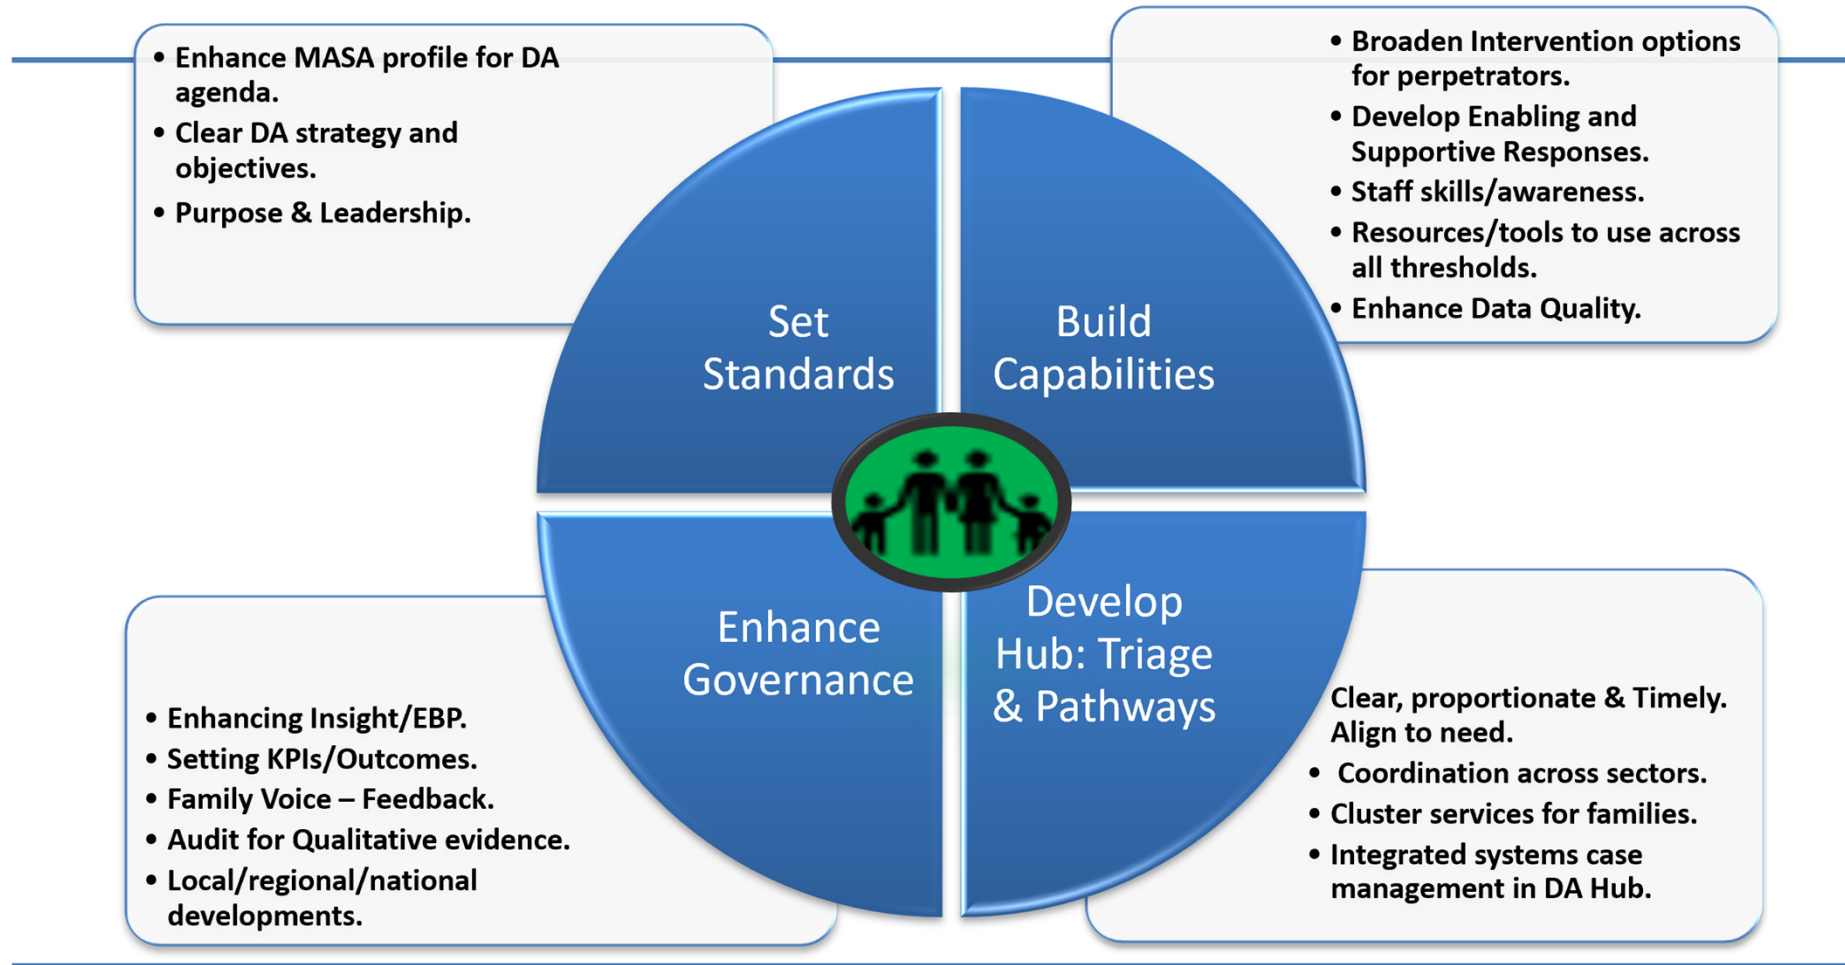 • Enhance MASA profile for DA
agenda.
• Clear DA strategy and
objectives.
• Purpose & Leadership.
• Broaden Intervention options
for perpetrators.
• Develop Enabling and
Supportive Responses.
• Staff skills/awareness.
• Resources/tools to use across
all thresholds.
• Enhance Data Quality.
Set
Standards
Build
Capabilities
Enhance
Governance
Develop
Hub: Triage
& Pathways
• Enhancing Insight/EBP.
• Setting KPIs/Outcomes.
• Family Voice – Feedback.
• Audit for Qualitative evidence.
• Local/regional/national
developments.
Clear, proportionate & Timely.
Align to need.
• Coordination across sectors.
• Cluster services for families.
• Integrated systems case
management in DA Hub.